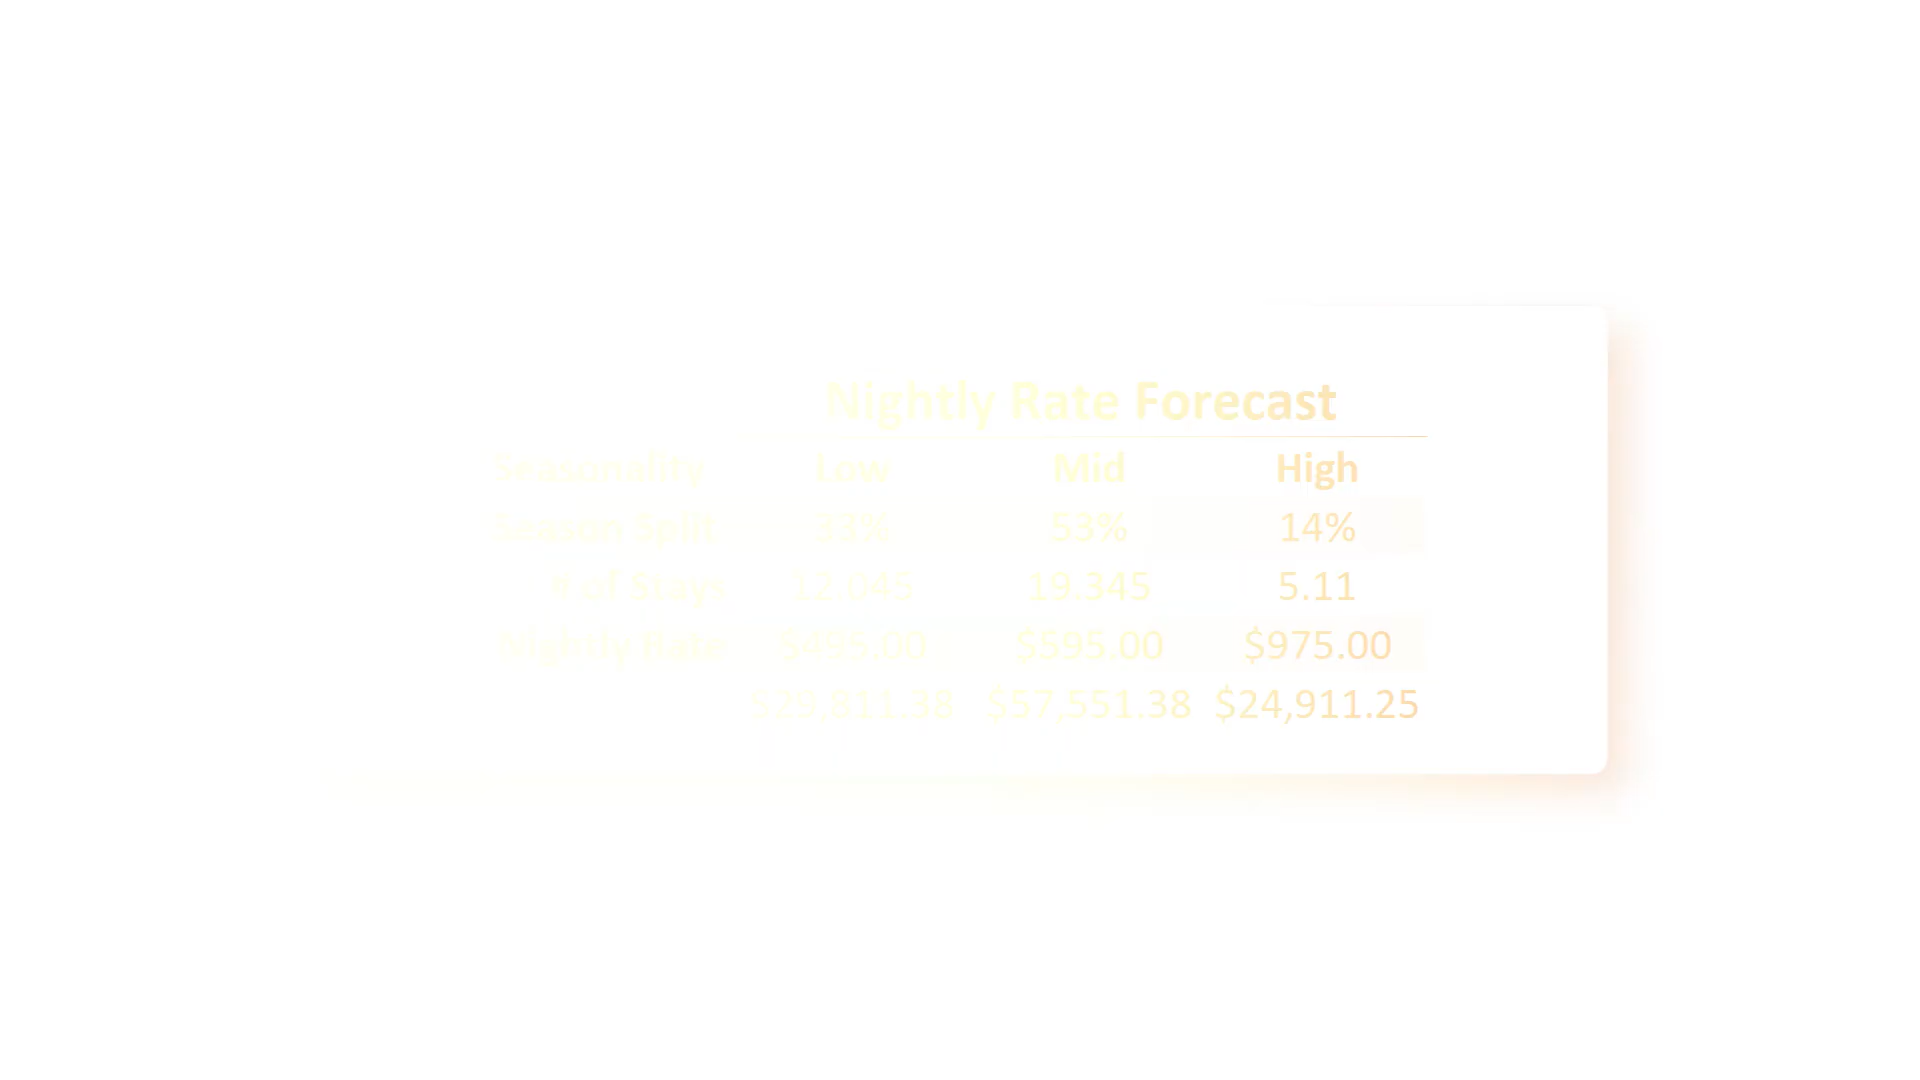 Nightly Rate Forecast
Seasonality Low Mid High
Season Split 33% 53% 14%
# of Stays 12.045 19.345 5.11
Nightly Rate $495.00 $595.00 $975.00
$29,811.38 $57,551.38 $24,911.25